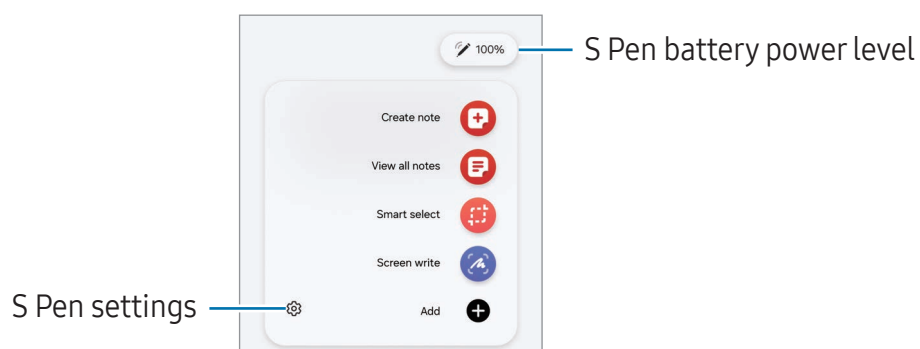 100%
S Pen battery power level
Create note
View all notes
Smart select
Screen write
S Pen settings
Add